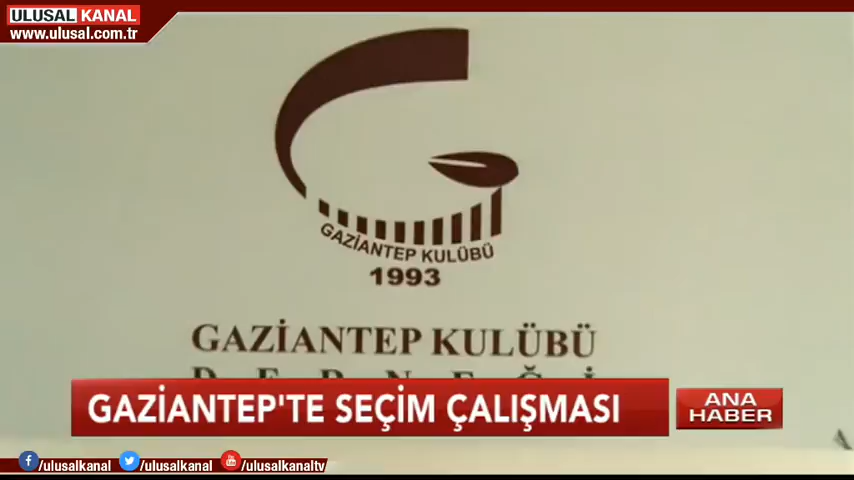 ULUSAL KANAL
www.ulusal.com.tr
GAZİANTEP KULÜBÜ
1993
GAZİANTEP KULÜBÜ
DERNEĞİ
GAZİANTEP'TE SEÇİM ÇALIŞMASI
ANA
HABER
/ulusalkanal
/ulusalkanal
/ulusalkanaltv